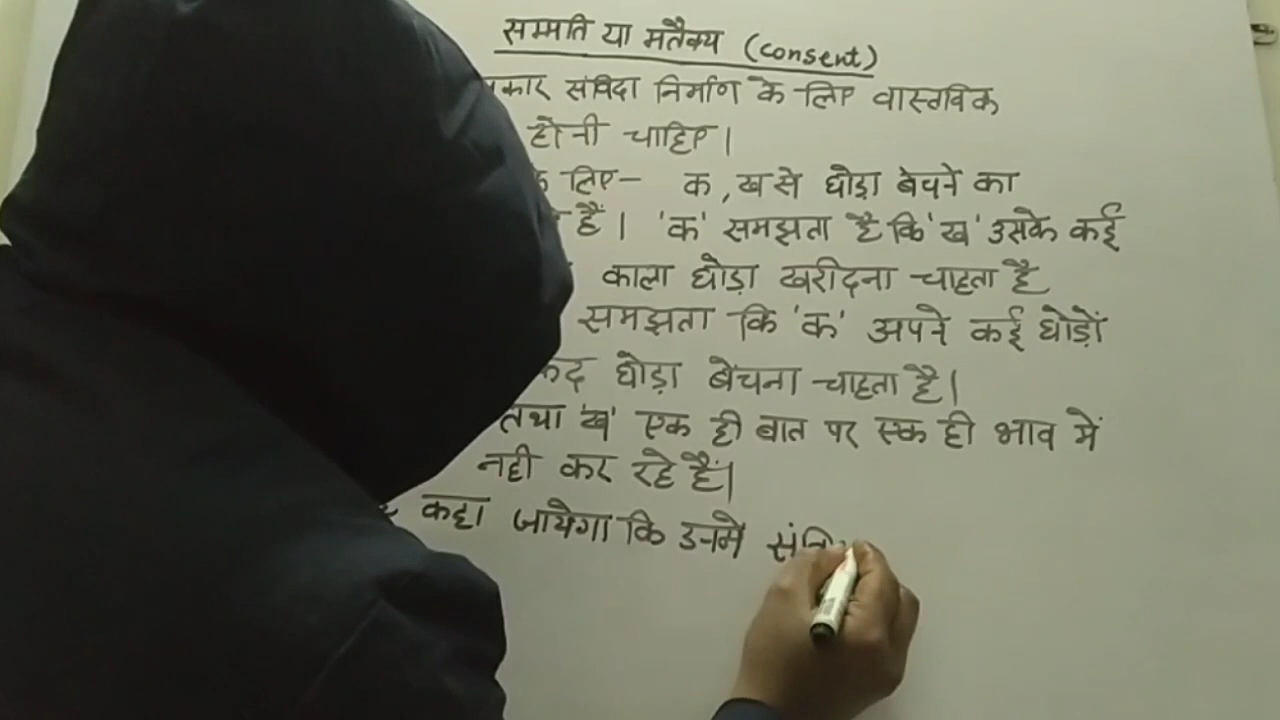 सम्मति या मतैक्य (consent)
संविदा निर्माण के लिए वास्तविक
होनी चाहिए।
लिए- क, ख से घोड़ा बेचने का
हैं। 'क' समझता है कि 'ख' उसके कई
काला घोड़ा खरीदना चाहता है
समझता कि 'क' अपने कई घोड़ों
घोड़ा बेचना चाहता है।
तथा 'ख' एक ही बात पर एक ही भाव में
नही कर रहे हैं।
कहा जायेगा कि उनमे